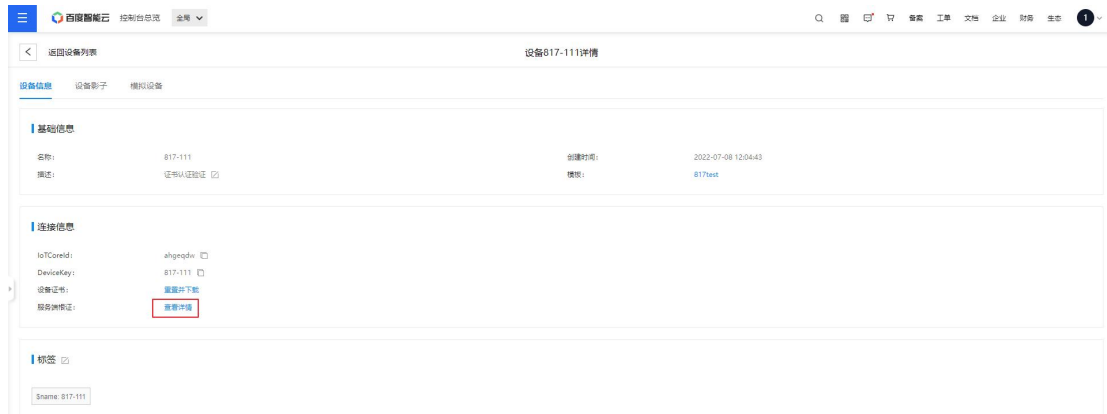 百度智能云 控制台总览 全局 备案 工单 文档 企业 财务 生态 1
返回设备列表 设备817-111详情
设备信息 设备影子 模拟设备
基础信息
名称: 817-111 创建时间: 2022-07-08 12:04:43
描述: 证书认证验证 模板: 817test
连接信息
IoTCoreId: ahgeqdw
DeviceKey: 817-111
设备证书: 重置并下载
服务端根证: 查看详情
标签
$name: 817-111